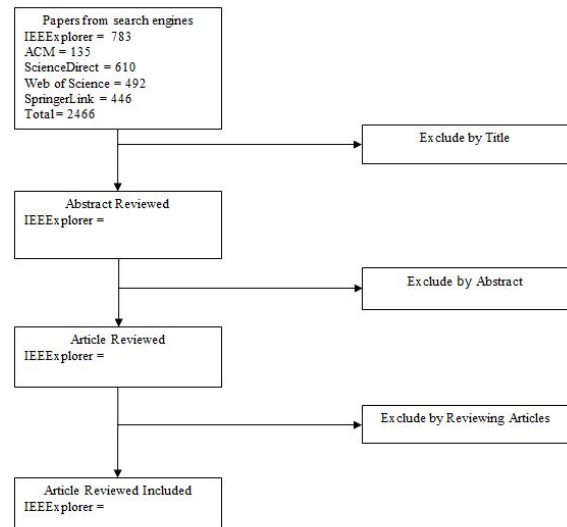 Papers from search engines
IEEExplorer = 783
ACM = 135
ScienceDirect = 610
Web of Science = 492
SpringerLink = 446
Total= 2466
Exclude by Title
Abstract Reviewed
IEEExplorer =
Exclude by Abstract
Article Reviewed
IEEExplorer =
Exclude by Reviewing Articles
Article Reviewed Included
IEEExplorer =